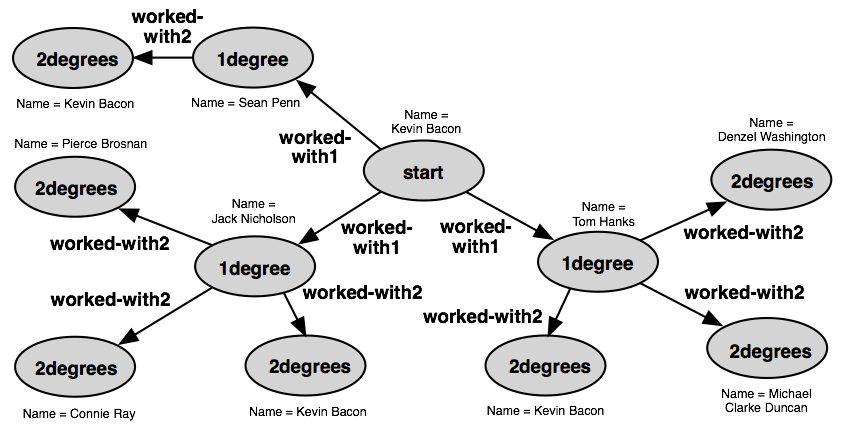 worked-
with2
2degrees
1degree
Name = Kevin Bacon
Name = Sean Penn
Name =
Kevin Bacon
worked-
with1
start
Name = Pierce Brosnan
2degrees
Name =
Denzel Washington
2degrees
Name =
Jack Nicholson
worked-
with1
worked-
with1
Name =
Tom Hanks
worked-with2
worked-with2
1degree
1degree
worked-with2
worked-with2
worked-with2
worked-with2
2degrees
2degrees
2degrees
2degrees
Name = Connie Ray
Name = Kevin Bacon
Name = Kevin Bacon
Name = Michael
Clarke Duncan